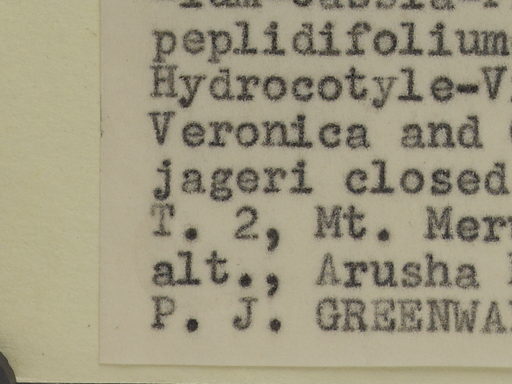 peplidifolium
Hydrocotyle-V
Veronica and
jageri closed
T. 2, Mt. Mer
alt., Arusha
P. J. GREENWA